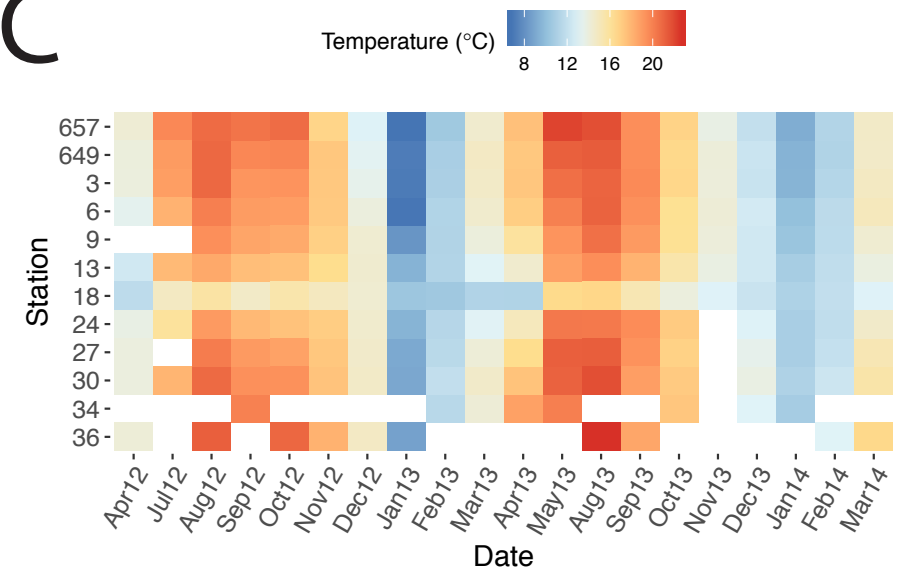 C
Temperature (°C)
8 12 16 20
Station
657
649
3
6
9
13
18
24
27
30
34
36
Apr12 Jul12 Aug12 Sep12 Oct12 Nov12 Dec12 Jan13 Feb13 Mar13 Apr13 May13 Aug13 Sep13 Oct13 Nov13 Dec13 Jan14 Feb14 Mar14
Date